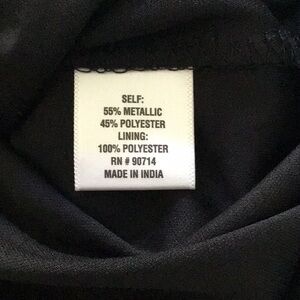 SELF:
55% METALLIC
45% POLYESTER
LINING:
100% POLYESTER
RN # 90714
MADE IN INDIA